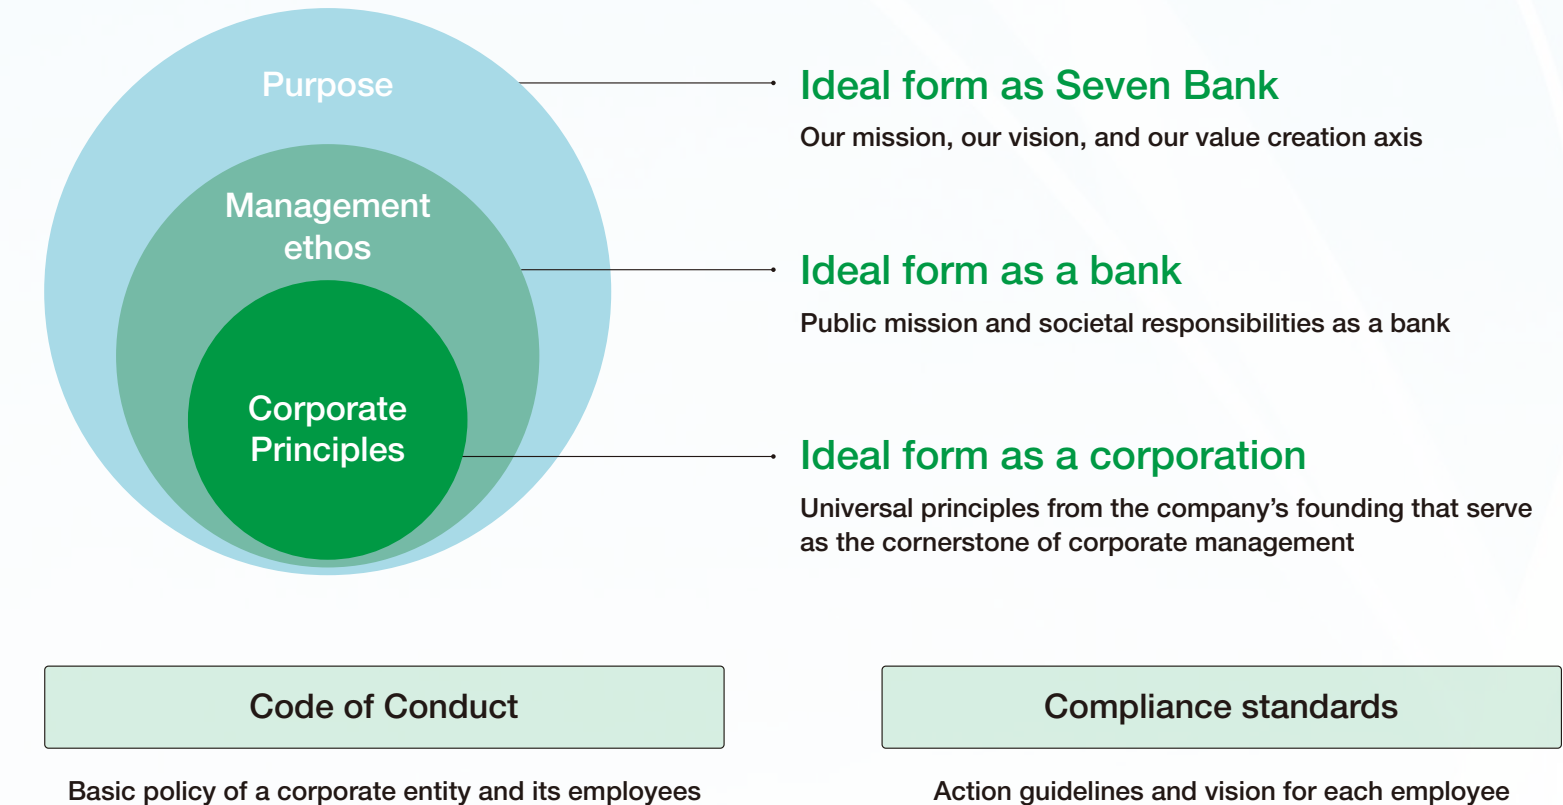 Purpose
Ideal form as Seven Bank
Our mission, our vision, and our value creation axis
Management
ethos
Ideal form as a bank
Public mission and societal responsibilities as a bank
Corporate
Principles
Ideal form as a corporation
Universal principles from the company’s founding that serve
as the cornerstone of corporate management
Code of Conduct
Basic policy of a corporate entity and its employees
Compliance standards
Action guidelines and vision for each employee